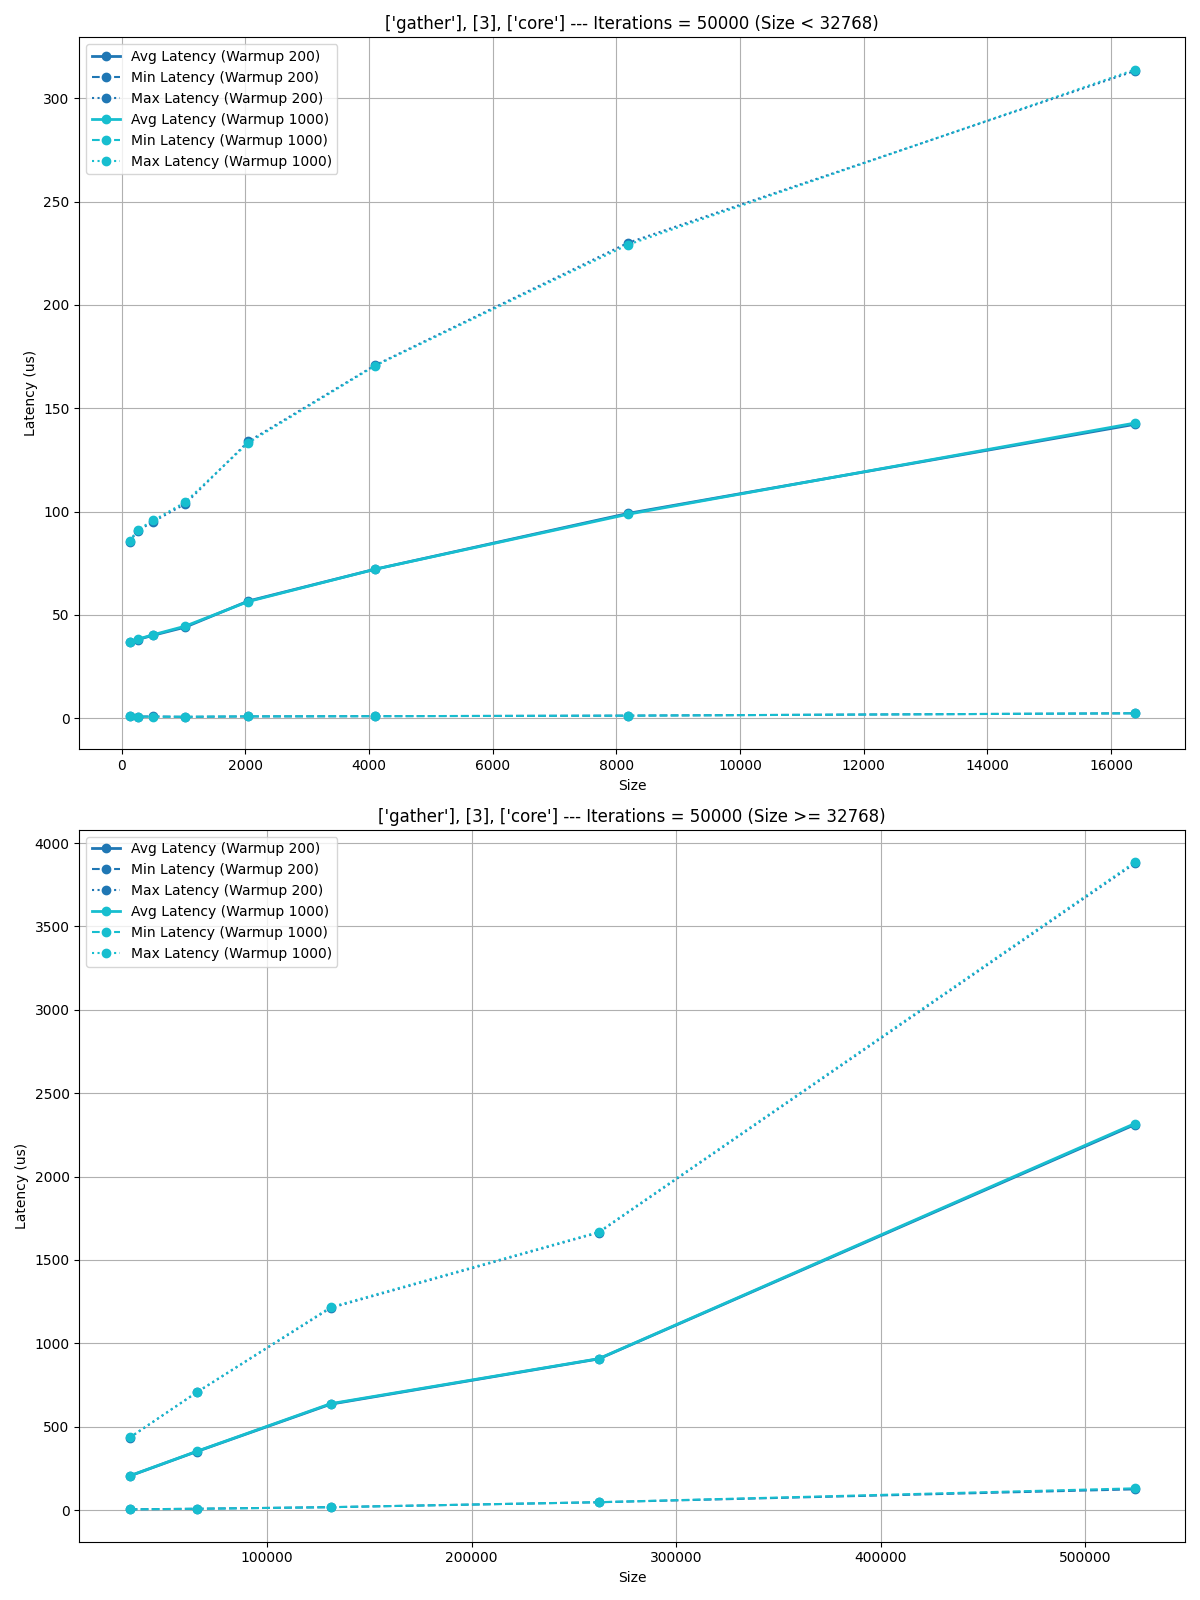 ['gather'], [3], ['core'] --- Iterations = 50000 (Size < 32768)
Avg Latency (Warmup 200)
Min Latency (Warmup 200)
Max Latency (Warmup 200)
Avg Latency (Warmup 1000)
Min Latency (Warmup 1000)
Max Latency (Warmup 1000)
300
250
200
150
100
50
0
Latency (us)
0 2000 4000 6000 8000 10000 12000 14000 16000
Size
['gather'], [3], ['core'] --- Iterations = 50000 (Size >= 32768)
Avg Latency (Warmup 200)
Min Latency (Warmup 200)
Max Latency (Warmup 200)
Avg Latency (Warmup 1000)
Min Latency (Warmup 1000)
Max Latency (Warmup 1000)
4000
3500
3000
2500
2000
1500
1000
500
0
Latency (us)
100000 200000 300000 400000 500000
Size